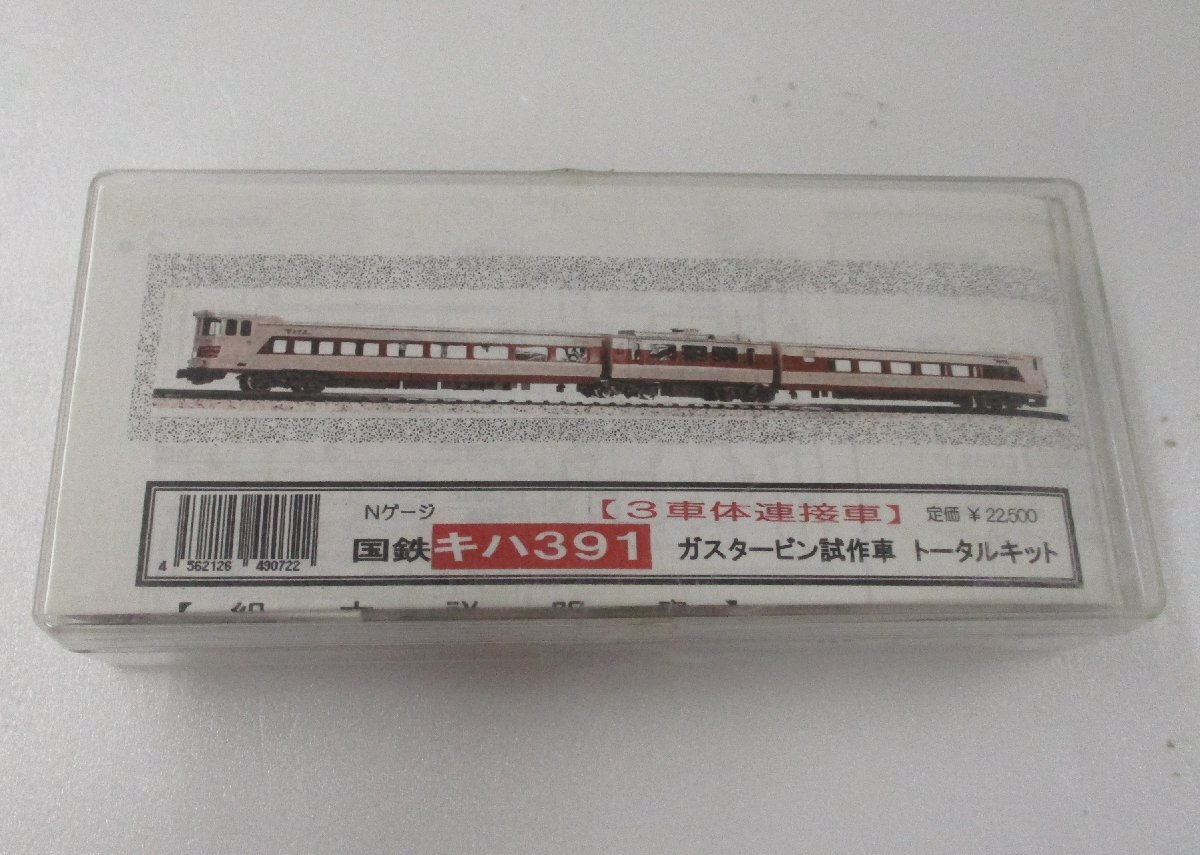 Nゲージ 【3車体連接車】 定価 ¥22,500
国鉄キハ391 ガスタービン試作車 トータルキット
4 562126 490722